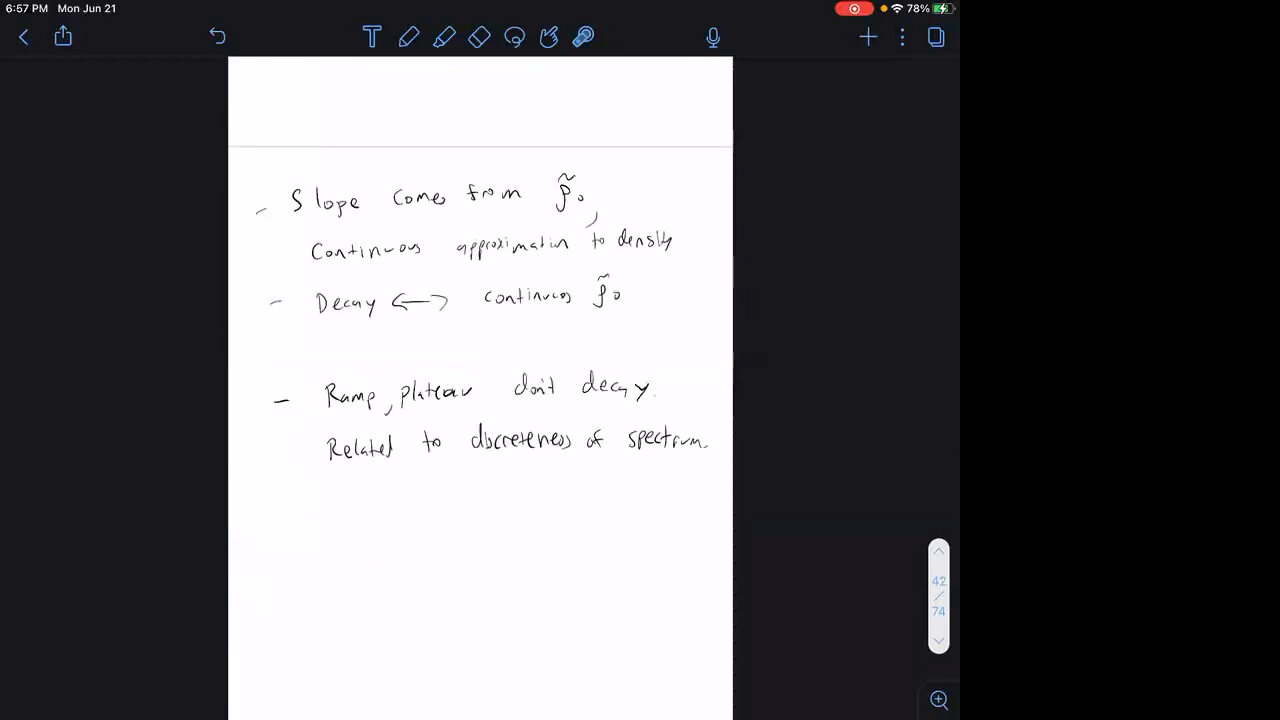 6:57 PM Mon Jun 21
78%
T
- Slope comes from ρ̃₀,
Continuous approximation to density
- Decay ↔ continuos ρ̃₀
- Ramp, plateau don't decay.
Related to discreteness of spectrum.
42
/
74